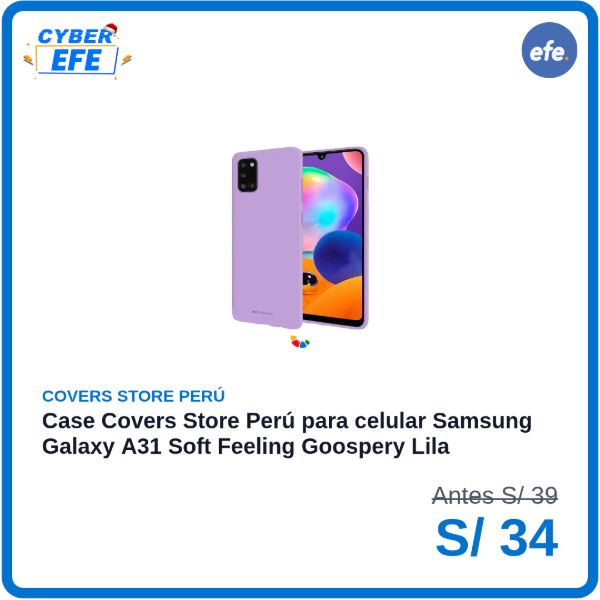 CYBER
EFE
efe.
COVERS STORE PERÚ
Case Covers Store Perú para celular Samsung
Galaxy A31 Soft Feeling Goospery Lila
Antes S/ 39
S/ 34